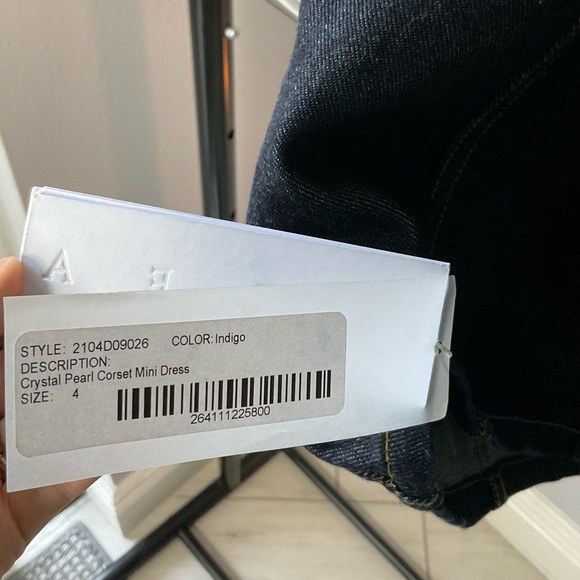 A E
STYLE: 2104D09026 COLOR: Indigo
DESCRIPTION:
Crystal Pearl Corset Mini Dress
SIZE: 4
264111225800